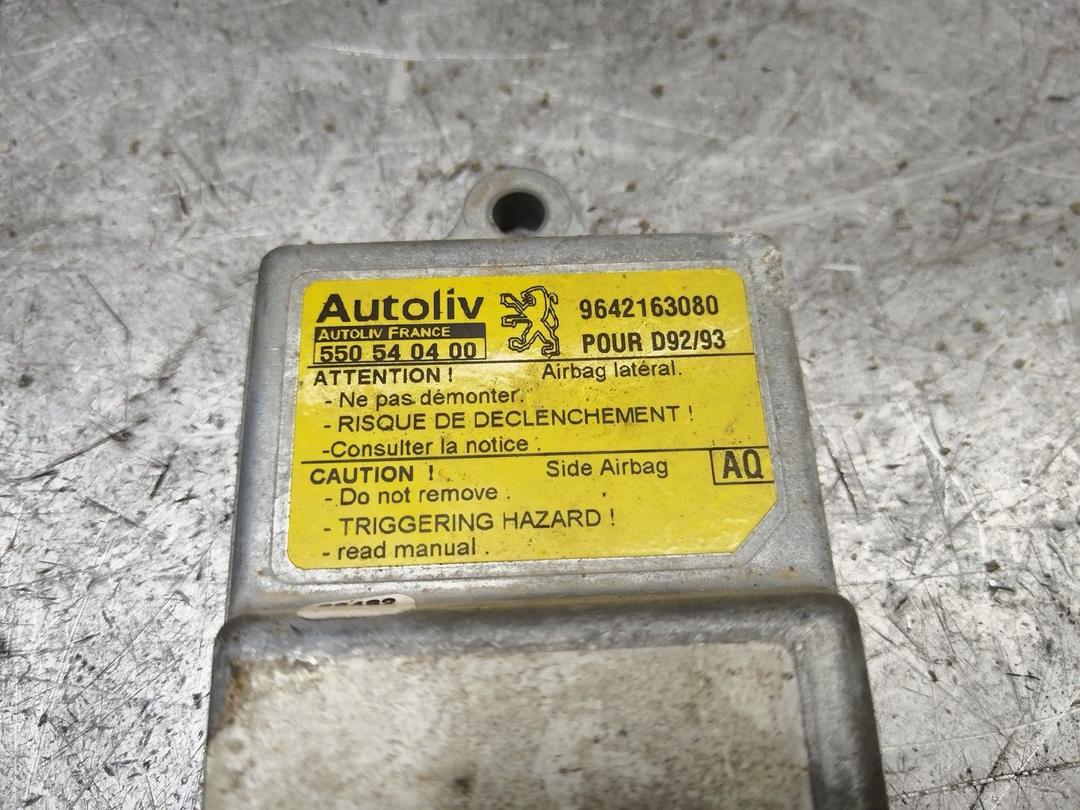 Autoliv
AUTOLIV FRANCE
550 54 04 00
9642163080
POUR D92/93
ATTENTION ! Airbag latéral.
- Ne pas démonter.
- RISQUE DE DECLENCHEMENT !
-Consulter la notice .
CAUTION ! Side Airbag AQ
- Do not remove .
- TRIGGERING HAZARD !
- read manual .